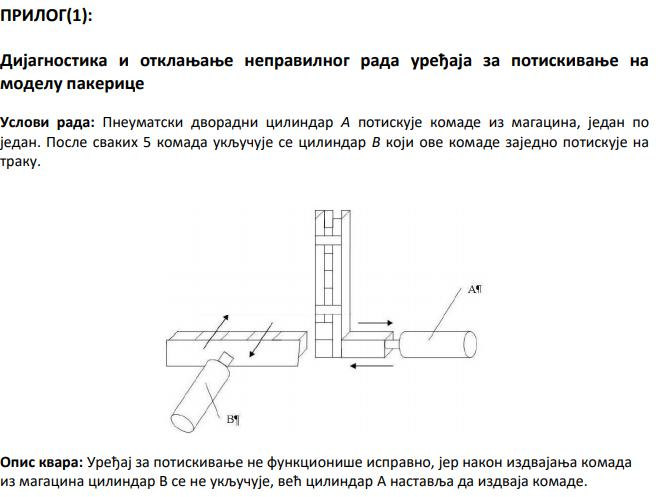 ПРИЛОГ(1):
Дијагностика и отклањање неправилног рада уређаја за потискивање на
моделу пакерице
Услови рада: Пнеуматски дворадни цилиндар А потискује комаде из магацина, један по
један. После сваких 5 комада укључује се цилиндар В који ове комаде заједно потискује на
траку.
А¶
В¶
Опис квара: Уређај за потискивање не функционише исправно, јер након издвајања комада
из магацина цилиндар В се не укључује, већ цилиндар А наставља да издваја комаде.